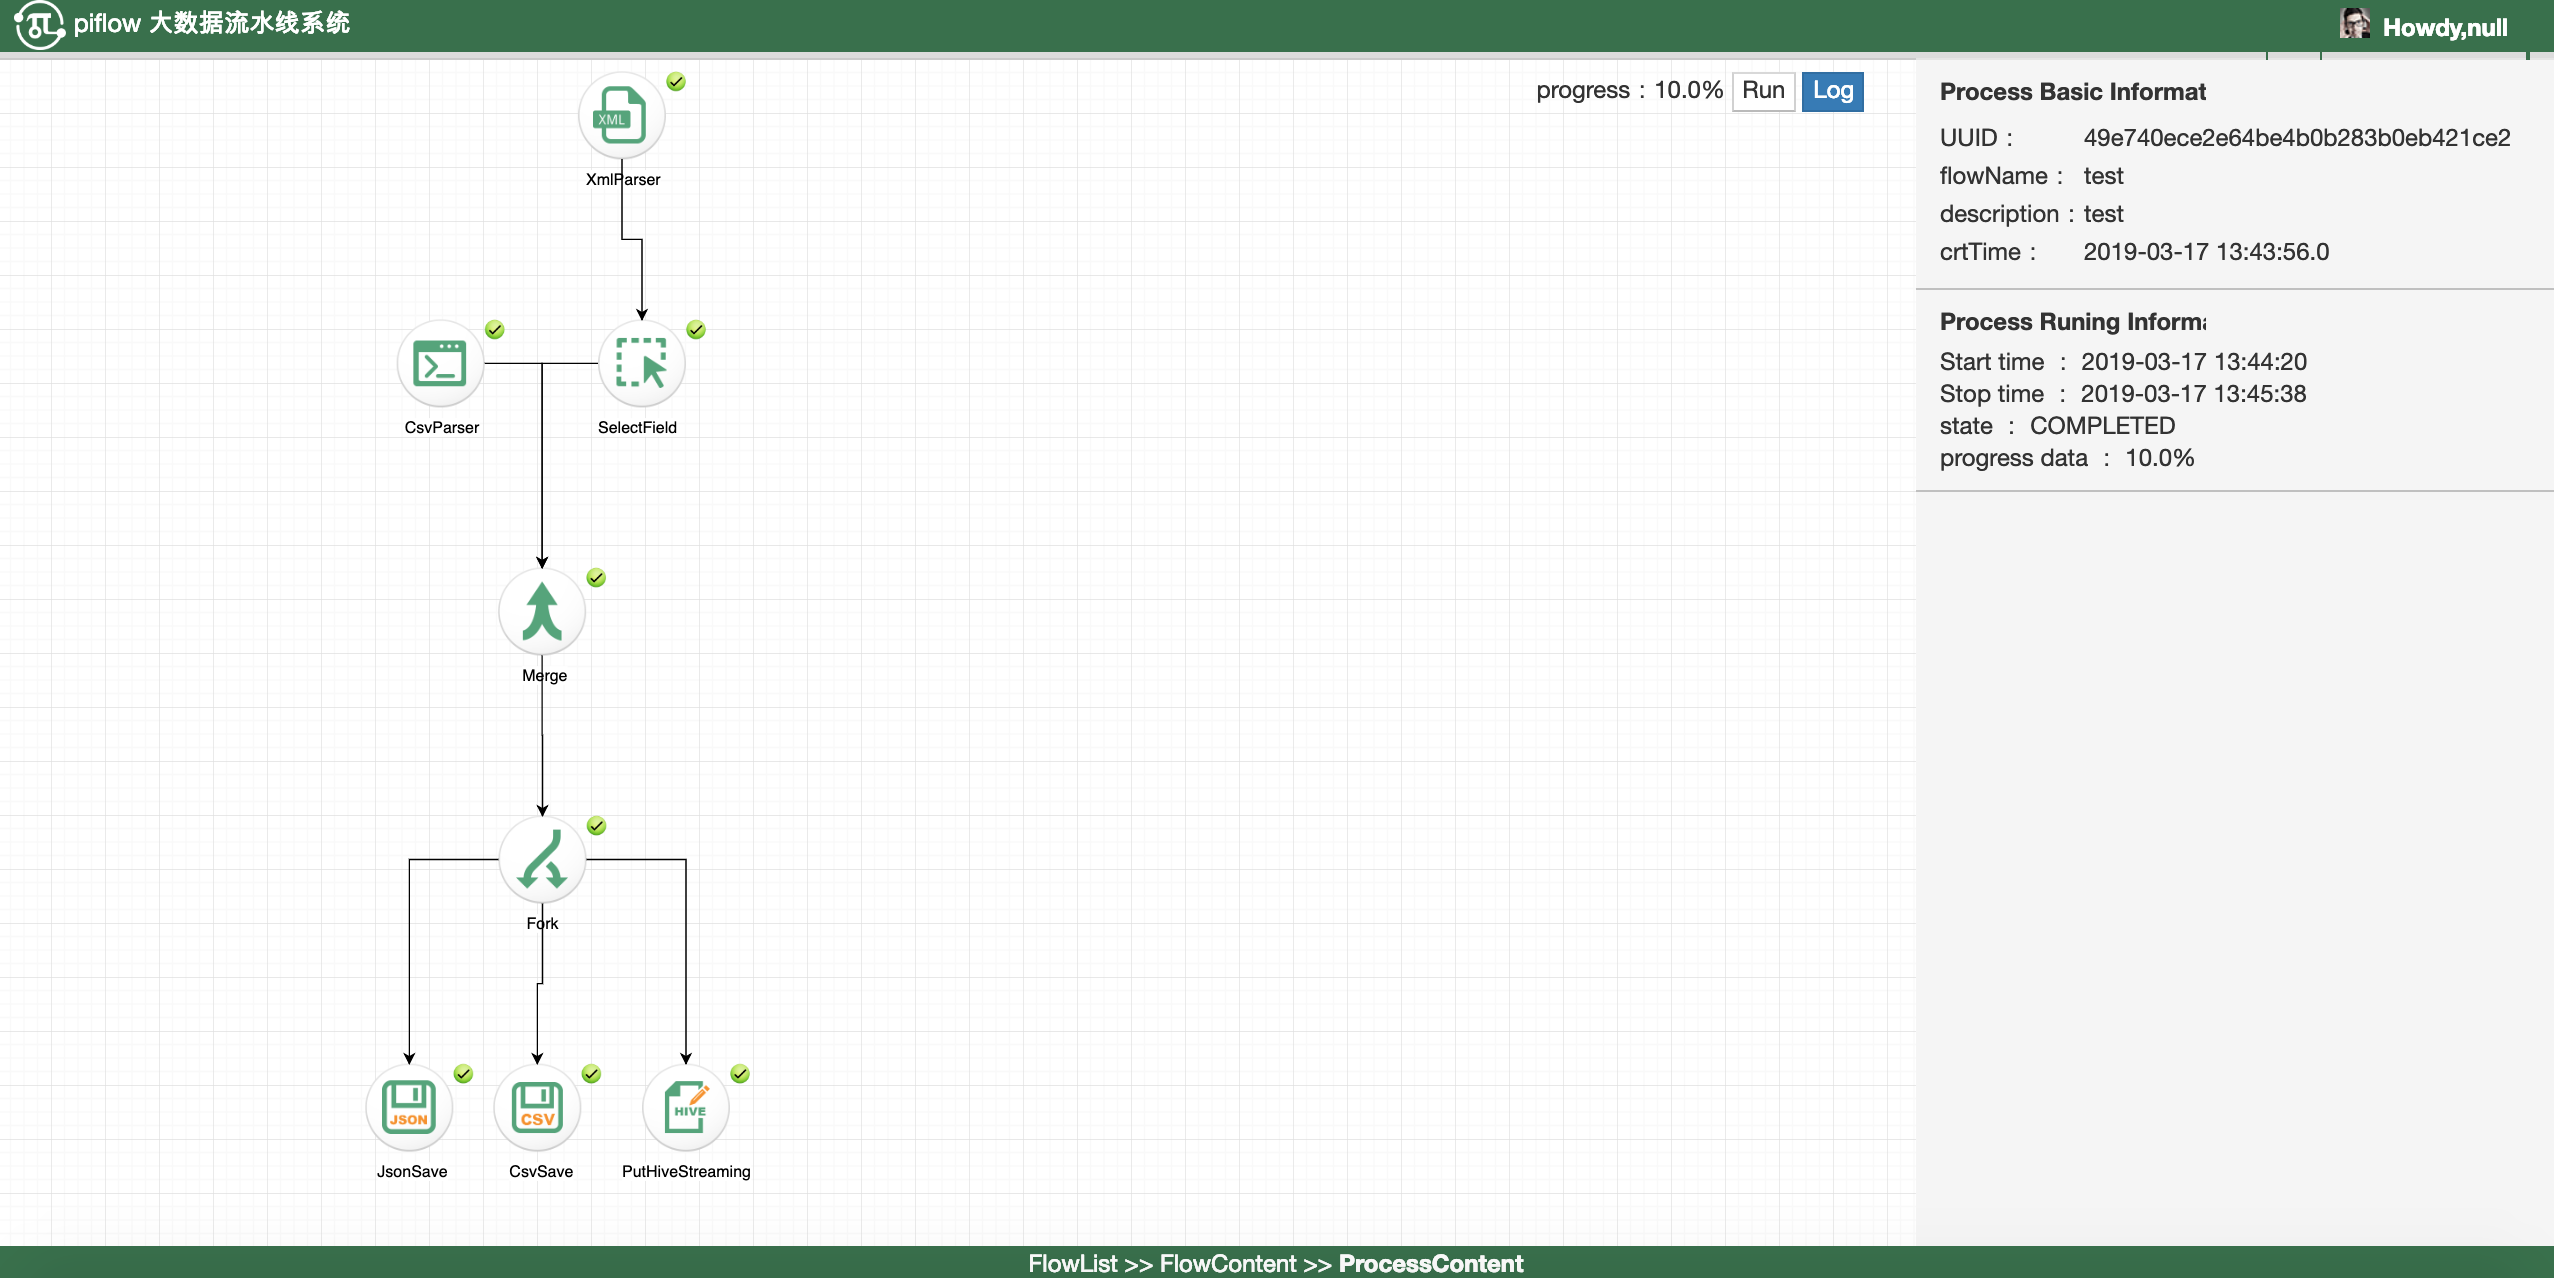 piflow 大数据流水线系统
Howdy,null
XML
XmlParser
progress：10.0% Run Log
CsvParser
SelectField
Merge
Fork
JSON
CSV
HIVE
JsonSave
CsvSave
PutHiveStreaming
Process Basic Informat
UUID： 49e740ece2e64be4b0b283b0eb421ce2
flowName： test
description：test
crtTime： 2019-03-17 13:43:56.0
Process Runing Informa
Start time ： 2019-03-17 13:44:20
Stop time ： 2019-03-17 13:45:38
state ： COMPLETED
progress data ： 10.0%
FlowList >> FlowContent >> ProcessContent